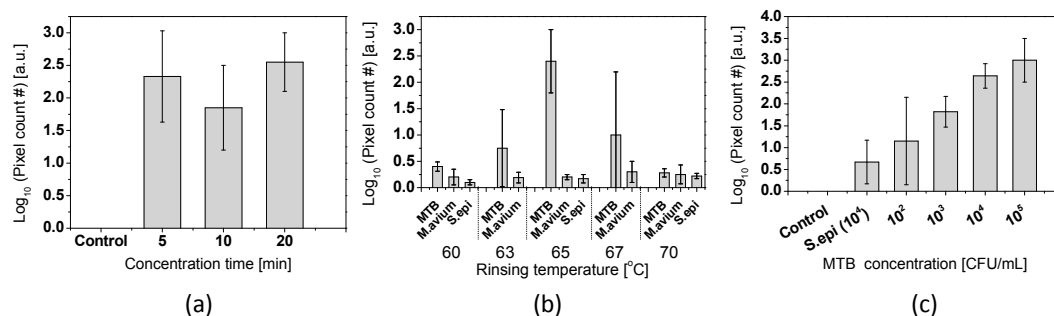 3.0
2.5
2.0
1.5
1.0
0.5
0.0
Log10 (Pixel count #) [a.u.]
Control 5 10 20
Concentration time [min]
(a)
3.0
2.5
2.0
1.5
1.0
0.5
0.0
Log10 (Pixel count #) [a.u.]
MTB M.avium S.epi MTB M.avium MTB M.avium S.epi MTB M.avium MTB M.avium S.epi
60 63 65 67 70
Rinsing temperature [°C]
(b)
4.0
3.5
3.0
2.5
2.0
1.5
1.0
0.5
0.0
Log10 (Pixel count #) [a.u.]
Control S.epi (10⁴) 10² 10³ 10⁴ 10⁵
MTB concentration [CFU/mL]
(c)